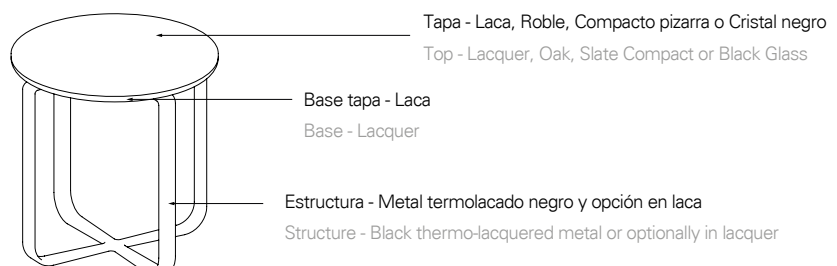 Tapa - Laca, Roble, Compacto pizarra o Cristal negro
Top - Lacquer, Oak, Slate Compact or Black Glass
Base tapa - Laca
Base - Lacquer
Estructura - Metal termolacado negro y opción en laca
Structure - Black thermo-lacquered metal or optionally in lacquer